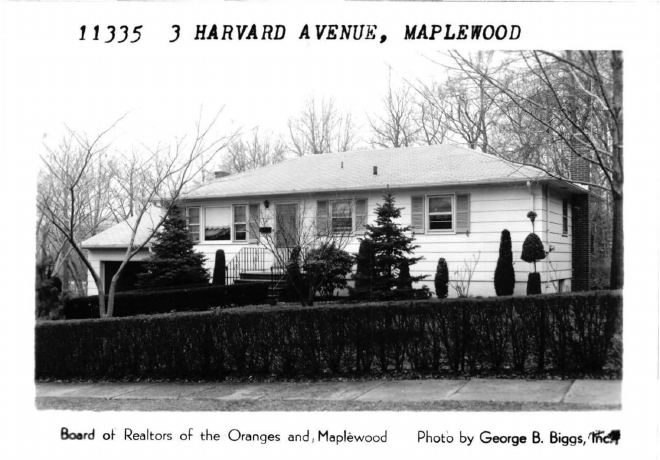 11335 3 HARVARD AVENUE, MAPLEWOOD
Board of Realtors of the Oranges and, Maplewood Photo by George B. Biggs, Inc.